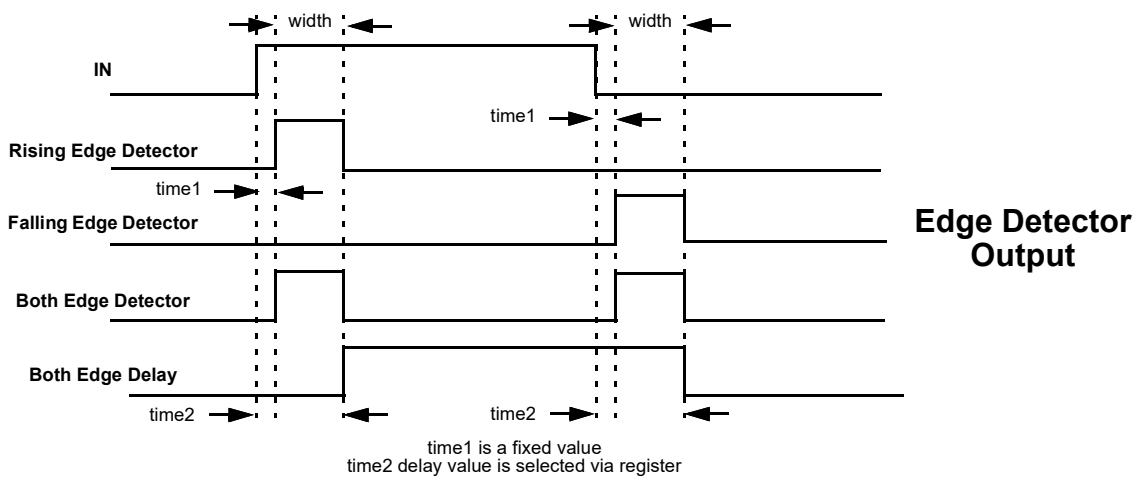 width
width
IN
time1
Rising Edge Detector
time1
Falling Edge Detector
Edge Detector
Output
Both Edge Detector
Both Edge Delay
time2
time2
time1 is a fixed value
time2 delay value is selected via register